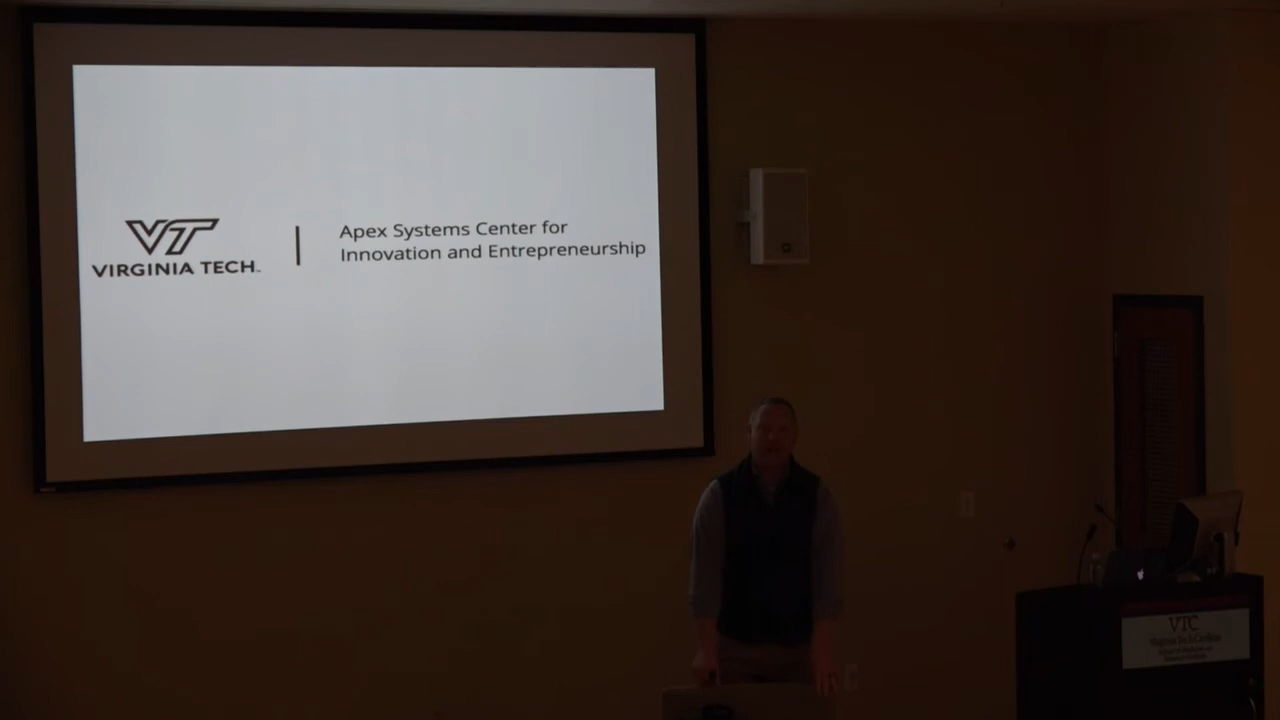 VT
VIRGINIA TECH
Apex Systems Center for
Innovation and Entrepreneurship
VTC